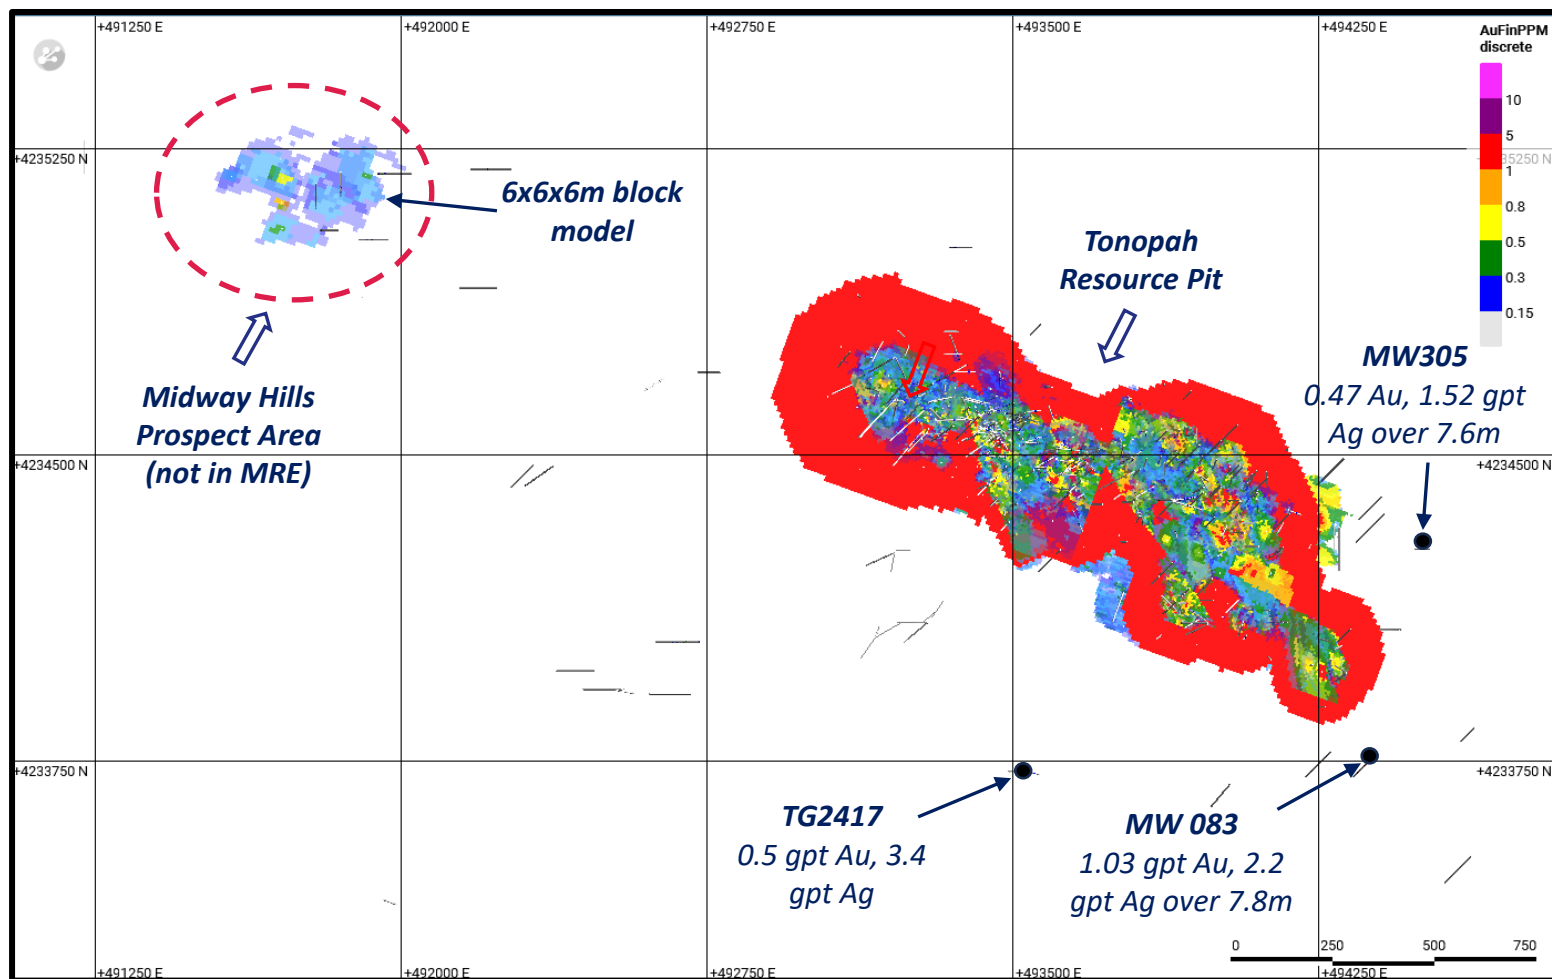 +491250 E
+492000 E
+492750 E
+493500 E
+494250 E
AuFinPPM
discrete
10
5
1
0.8
0.5
0.3
0.15
+4235250 N
+4235250 N
6x6x6m block
model
Tonopah
Resource Pit
Midway Hills
Prospect Area
(not in MRE)
MW305
0.47 Au, 1.52 gpt
Ag over 7.6m
+4234500 N
+4234500 N
+4233750 N
+4233750 N
TG2417
0.5 gpt Au, 3.4
gpt Ag
MW 083
1.03 gpt Au, 2.2
gpt Ag over 7.8m
0
250
500
750
+491250 E
+492000 E
+492750 E
+493500 E
+494250 E